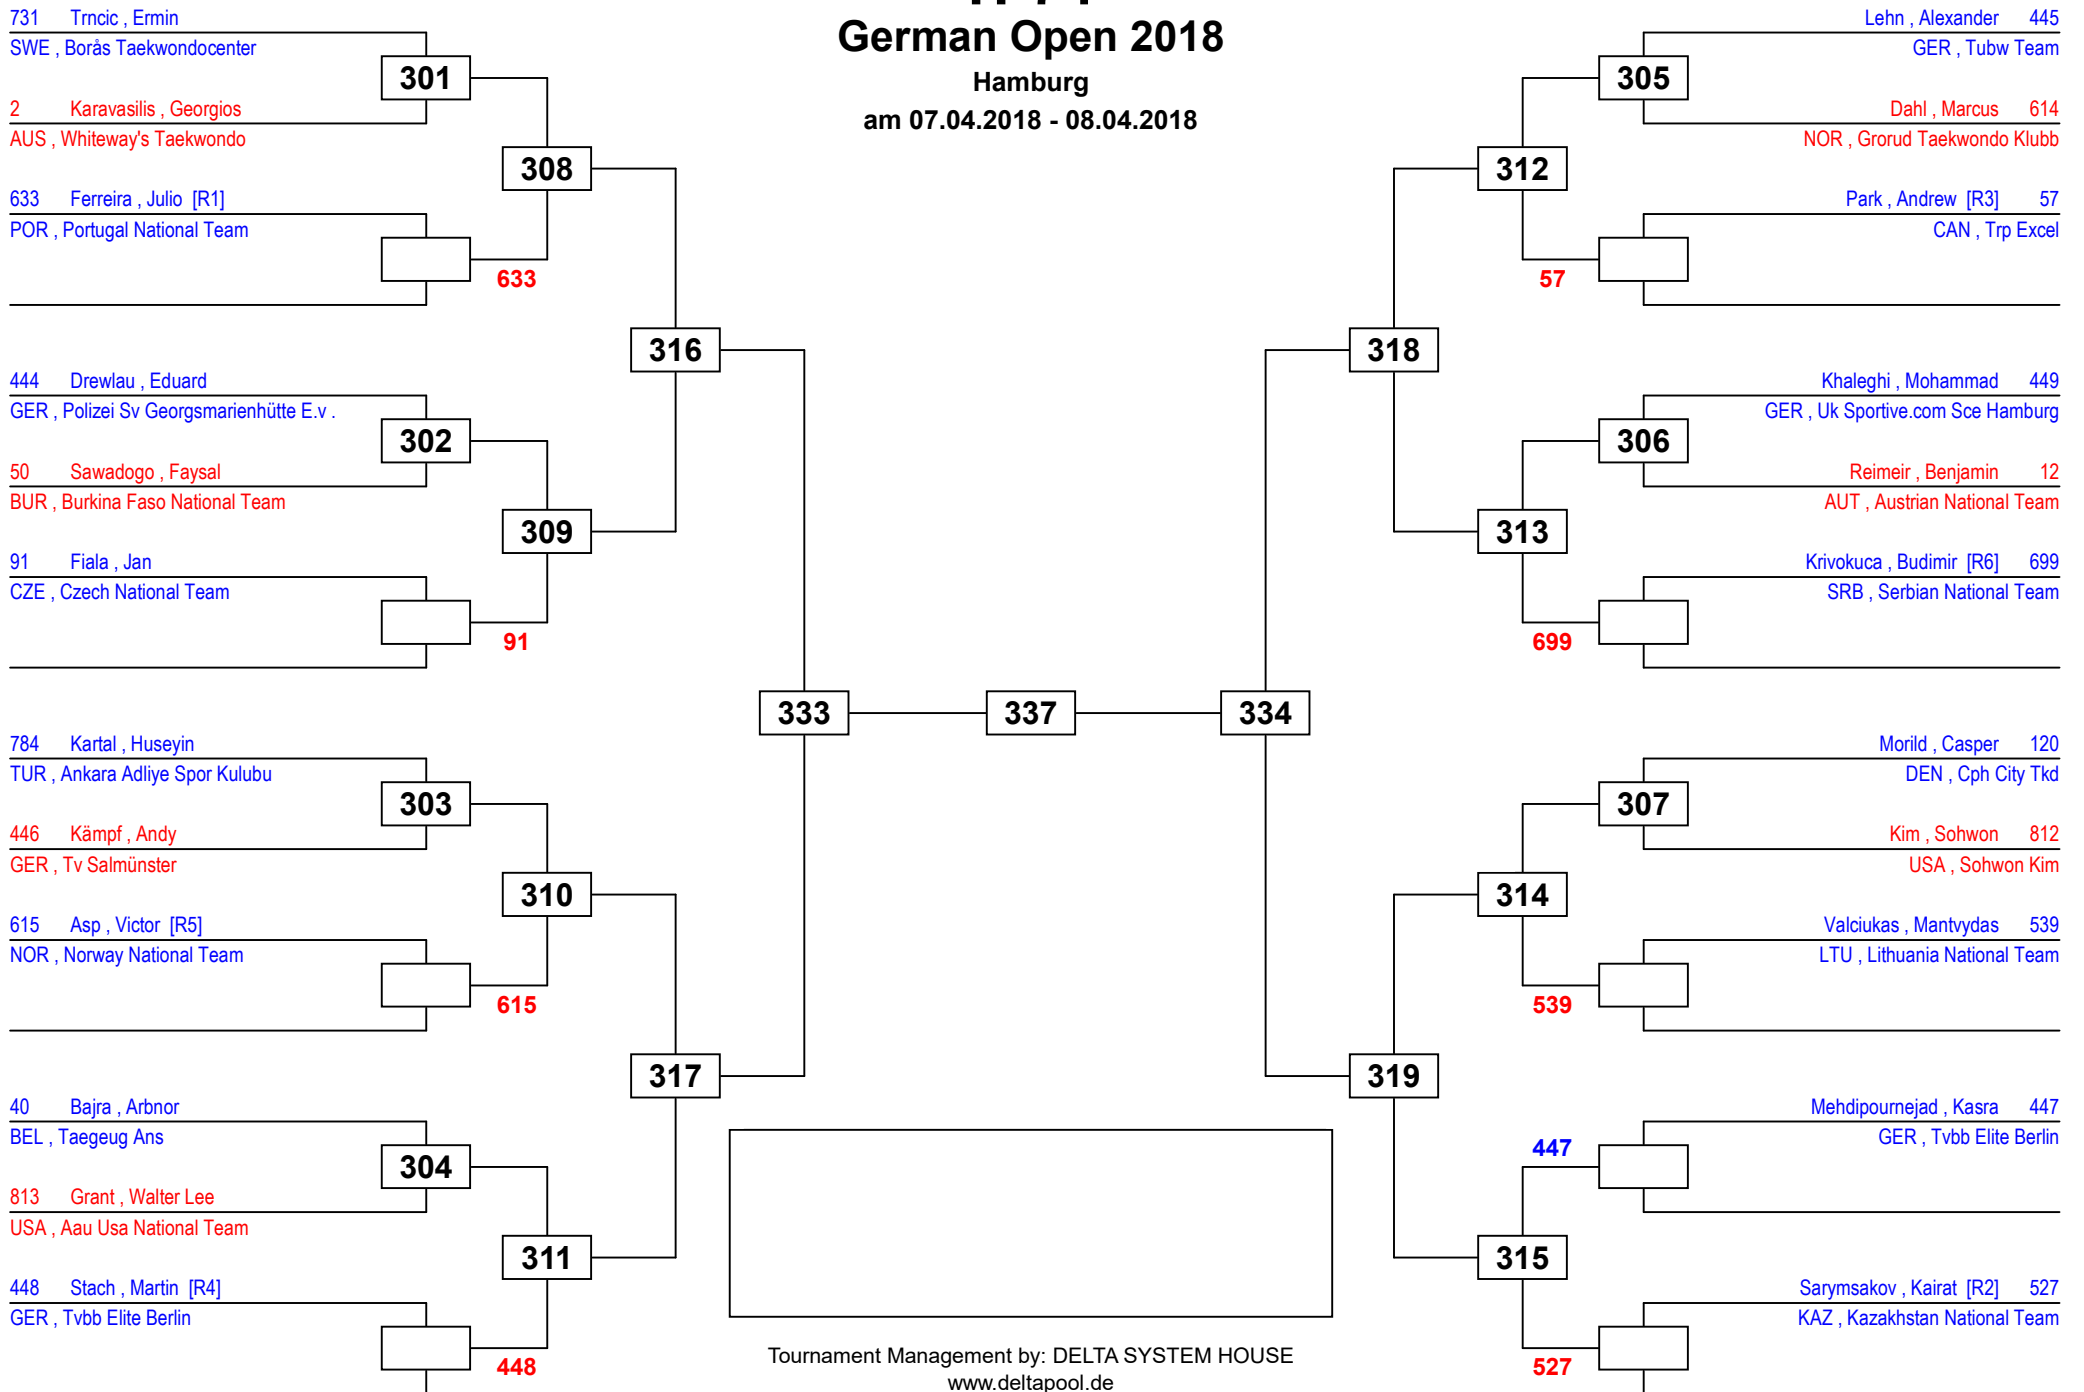 German Open 2018
Hamburg
am 07.04.2018 - 08.04.2018
731 Trncic , Ermin
SWE , Borås Taekwondocenter
301
2 Karavasilis , Georgios
AUS , Whiteway's Taekwondo
308
633 Ferreira , Julio [R1]
POR , Portugal National Team
633
316
444 Drewlau , Eduard
GER , Polizei Sv Georgsmarienhütte E.v .
302
50 Sawadogo , Faysal
BUR , Burkina Faso National Team
309
91 Fiala , Jan
CZE , Czech National Team
91
333
337
334
784 Kartal , Huseyin
TUR , Ankara Adliye Spor Kulubu
303
446 Kämpf , Andy
GER , Tv Salmünster
310
615 Asp , Victor [R5]
NOR , Norway National Team
615
317
40 Bajra , Arbnor
BEL , Taegeug Ans
304
813 Grant , Walter Lee
USA , Aau Usa National Team
311
448 Stach , Martin [R4]
GER , Tvbb Elite Berlin
448
Lehn , Alexander 445
GER , Tubw Team
305
Dahl , Marcus 614
NOR , Grorud Taekwondo Klubb
312
Park , Andrew [R3] 57
CAN , Trp Excel
57
318
Khaleghi , Mohammad 449
GER , Uk Sportive.com Sce Hamburg
306
Reimeir , Benjamin 12
AUT , Austrian National Team
313
Krivokuca , Budimir [R6] 699
SRB , Serbian National Team
699
Morild , Casper 120
DEN , Cph City Tkd
307
Kim , Sohwon 812
USA , Sohwon Kim
314
Valciukas , Mantvydas 539
LTU , Lithuania National Team
539
319
Mehdipournejad , Kasra 447
GER , Tvbb Elite Berlin
447
315
Sarymsakov , Kairat [R2] 527
KAZ , Kazakhstan National Team
527
Tournament Management by: DELTA SYSTEM HOUSE
www.deltapool.de